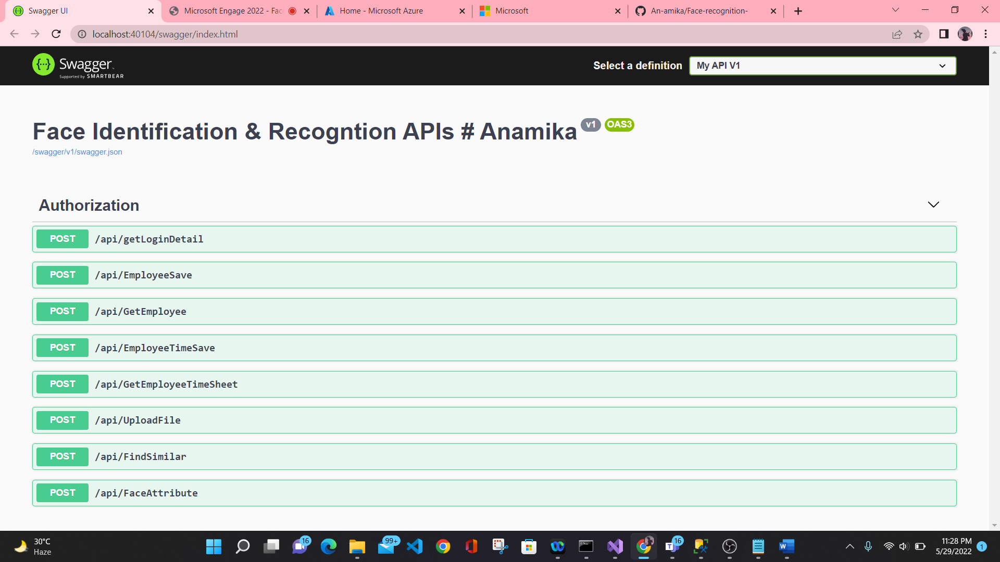 Swagger UI
Microsoft Engage 2022 - Fac
Home - Microsoft Azure
Microsoft
An-amika/Face-recognition-
localhost:40104/swagger/index.html
Swagger
Supported by SMARTBEAR
Select a definition
My API V1
Face Identification & Recogntion APIs # Anamika v1 OAS3
/swagger/v1/swagger.json
Authorization
POST /api/getLoginDetail
POST /api/EmployeeSave
POST /api/GetEmployee
POST /api/EmployeeTimeSave
POST /api/GetEmployeeTimeSheet
POST /api/UploadFile
POST /api/FindSimilar
POST /api/FaceAttribute
30°C
Haze
16
99+
16
11:28 PM
5/29/2022
1